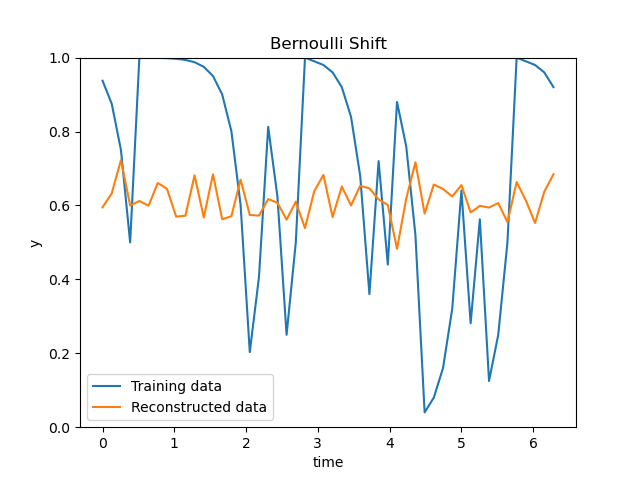 Bernoulli Shift
1.0
0.8
0.6
0.4
0.2
0.0
y
Training data
Reconstructed data
0 1 2 3 4 5 6
time